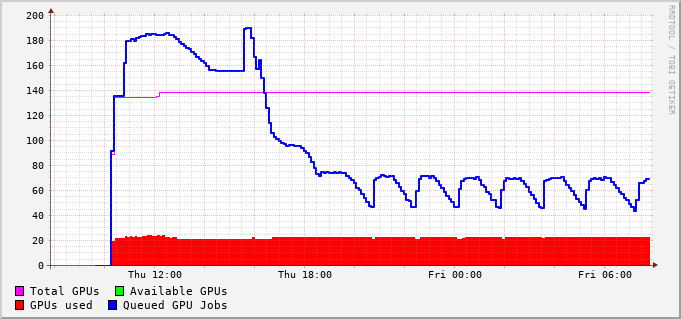 200
180
160
140
120
100
80
60
40
20
0
Thu 12:00 Thu 18:00 Fri 00:00 Fri 06:00
Total GPUs Available GPUs
GPUs used Queued GPU Jobs
RRDTOOL / TOBI OETIKER